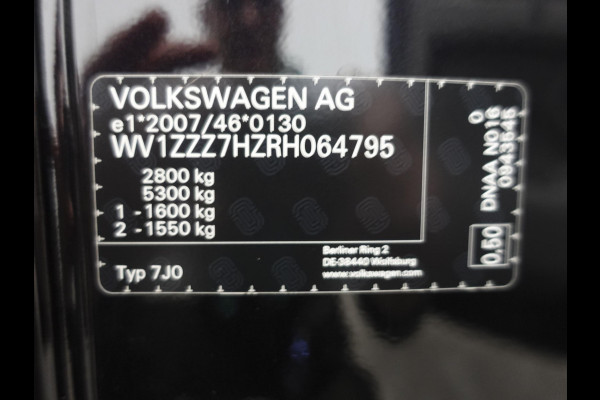 VOLKSWAGEN AG
e1*2007/46*0130
WV1ZZZ7HZRH064795
2800 kg
5300 kg
1 - 1600 kg
2 - 1550 kg
Typ 7J0
Berliner Ring 2
DE-38440 Wolfsburg
www.volkswagen.com
0
DNAA N016
0943545
0,50